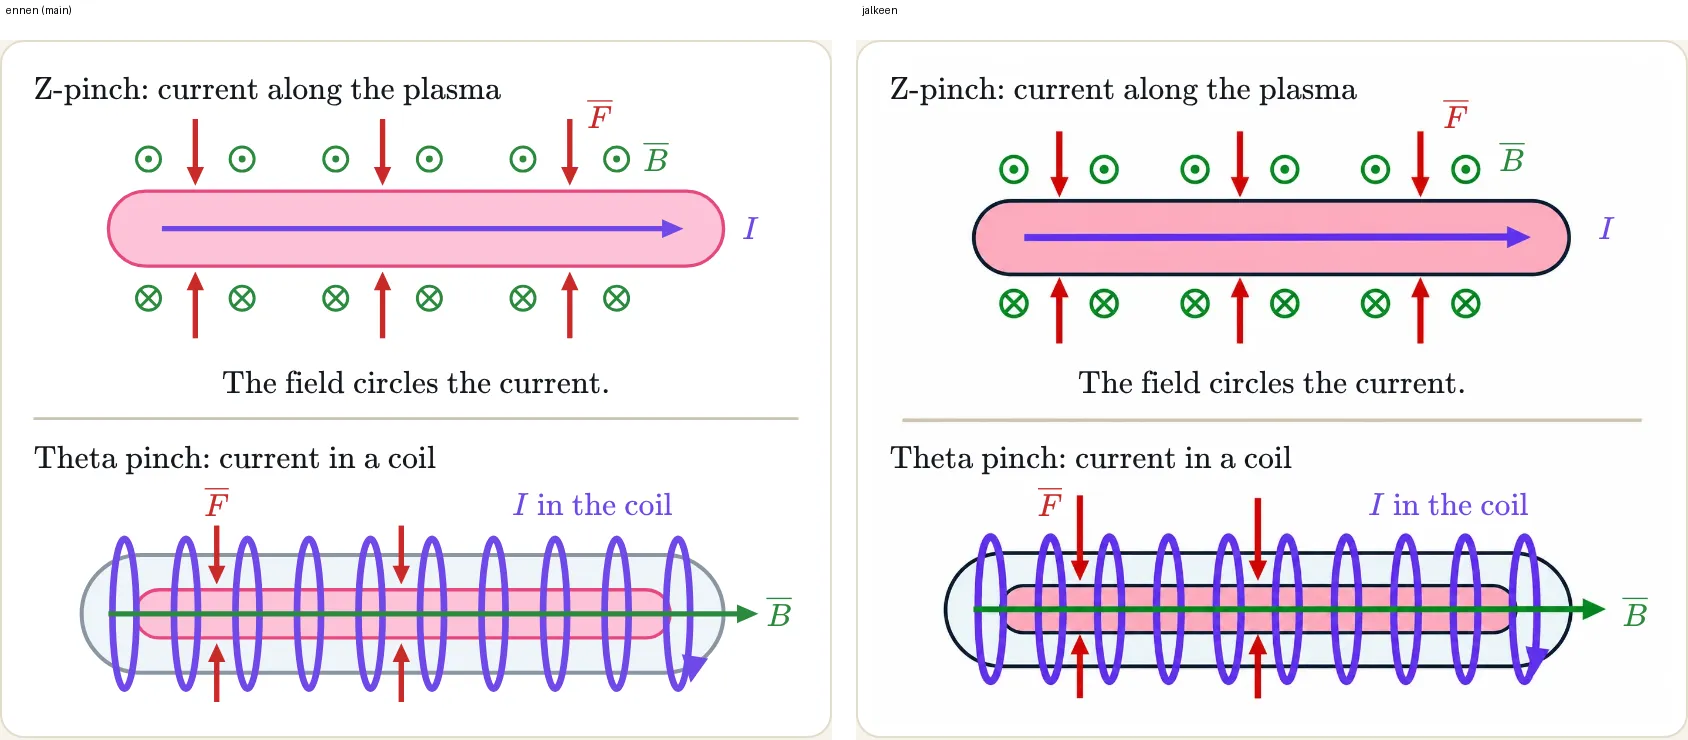 ennen (main)
Z-pinch: current along the plasma
F
B
I
The field circles the current.
Theta pinch: current in a coil
F
I in the coil
B
jalkeen
Z-pinch: current along the plasma
F
B
I
The field circles the current.
Theta pinch: current in a coil
F
I in the coil
B